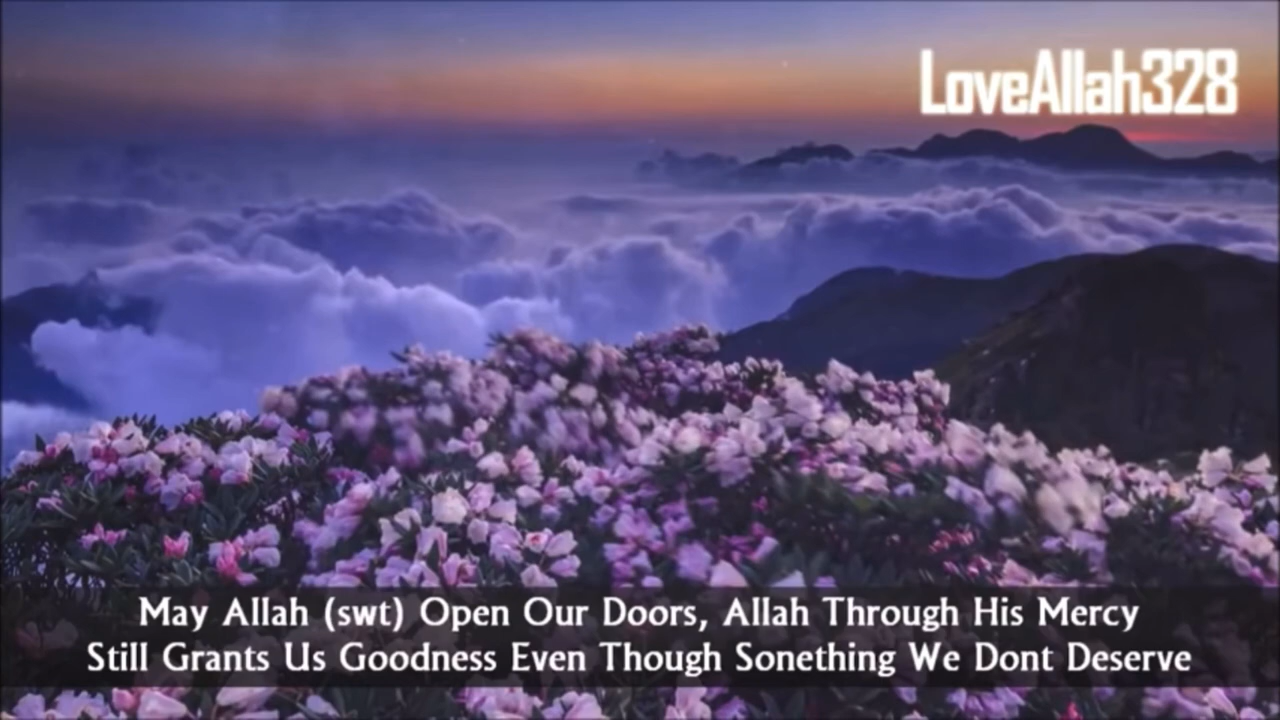 LoveAllah328
May Allah (swt) Open Our Doors, Allah Through His Mercy
Still Grants Us Goodness Even Though Sonething We Dont Deserve